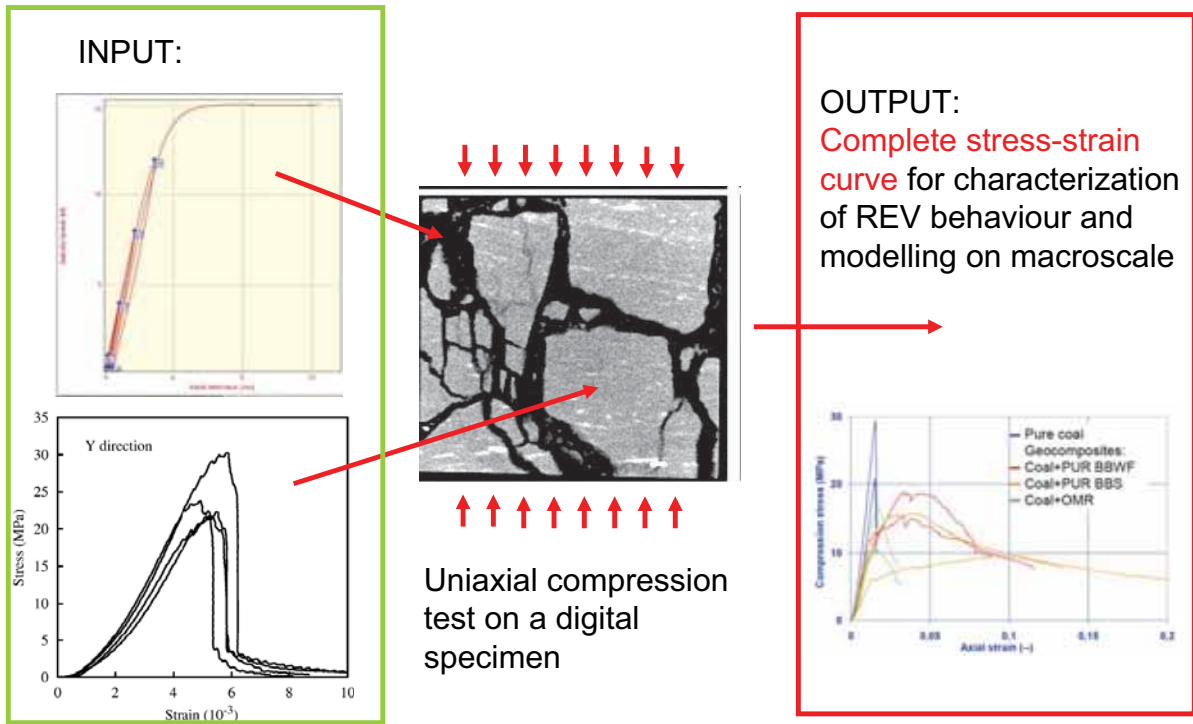 INPUT:
35
30
25
20
15
10
5
0
Stress (MPa)
Y direction
0
2
4
6
8
10
Strain (10-3)
Uniaxial compression
test on a digital
specimen
OUTPUT:
Complete stress-strain
curve for characterization
of REV behaviour and
modelling on macroscale
30
20
10
0
Compression stress (MPa)
Pure coal
Geocomposites:
Coal+PUR BBWF
Coal+PUR BBS
Coal+OMR
0
0.05
0.1
0.15
0.2
Axial strain (–)